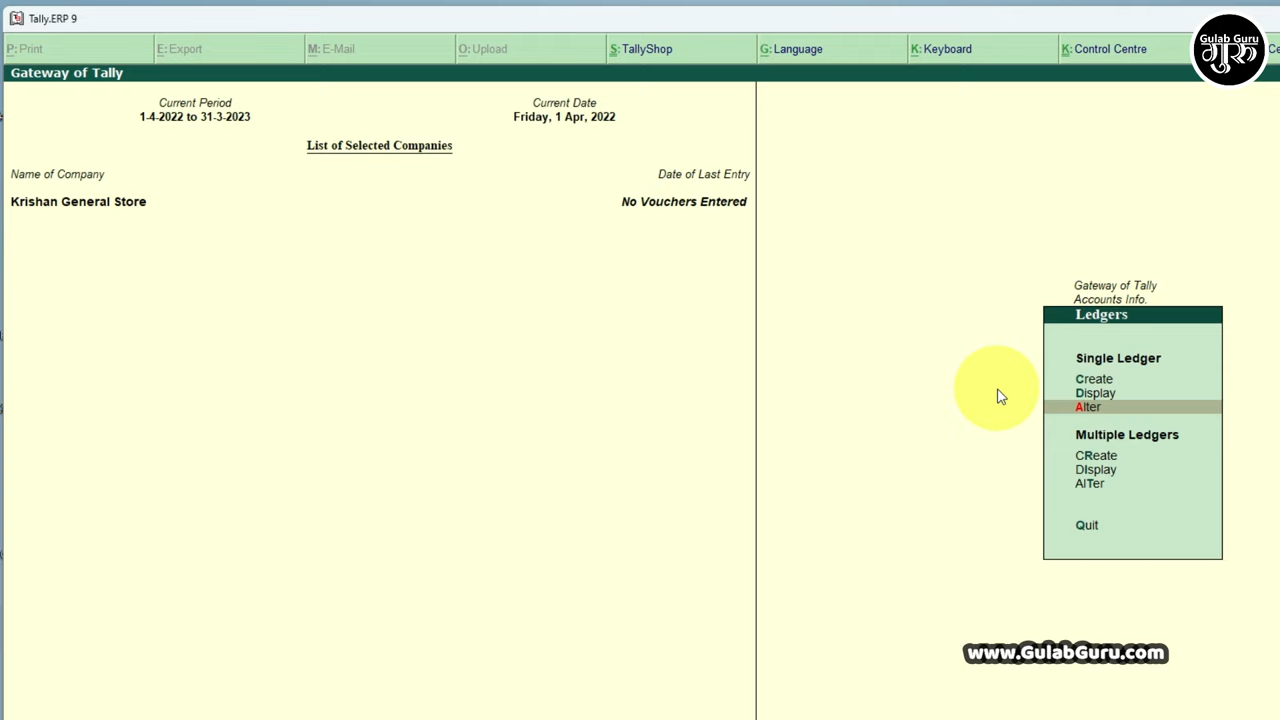 Tally.ERP 9
P: Print E: Export M: E-Mail O: Upload S: TallyShop G: Language K: Keyboard K: Control Centre
Gulab Guru
गुरु
Gateway of Tally
Current Period Current Date
1-4-2022 to 31-3-2023 Friday, 1 Apr, 2022
List of Selected Companies
Name of Company Date of Last Entry
Krishan General Store No Vouchers Entered
Gateway of Tally
Accounts Info.
Ledgers
Single Ledger
Create
Display
Alter
Multiple Ledgers
CReate
DIsplay
AlTer
Quit
www.GulabGuru.com